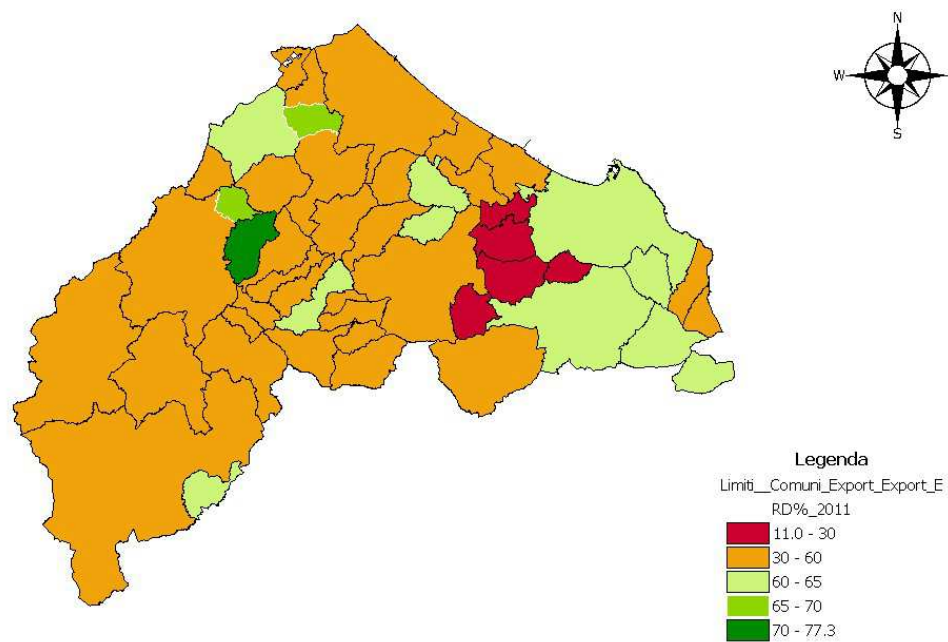 N
W E
S
Legenda
Limiti__Comuni_Export_Export_E
RD%_2011
11.0 - 30
30 - 60
60 - 65
65 - 70
70 - 77.3